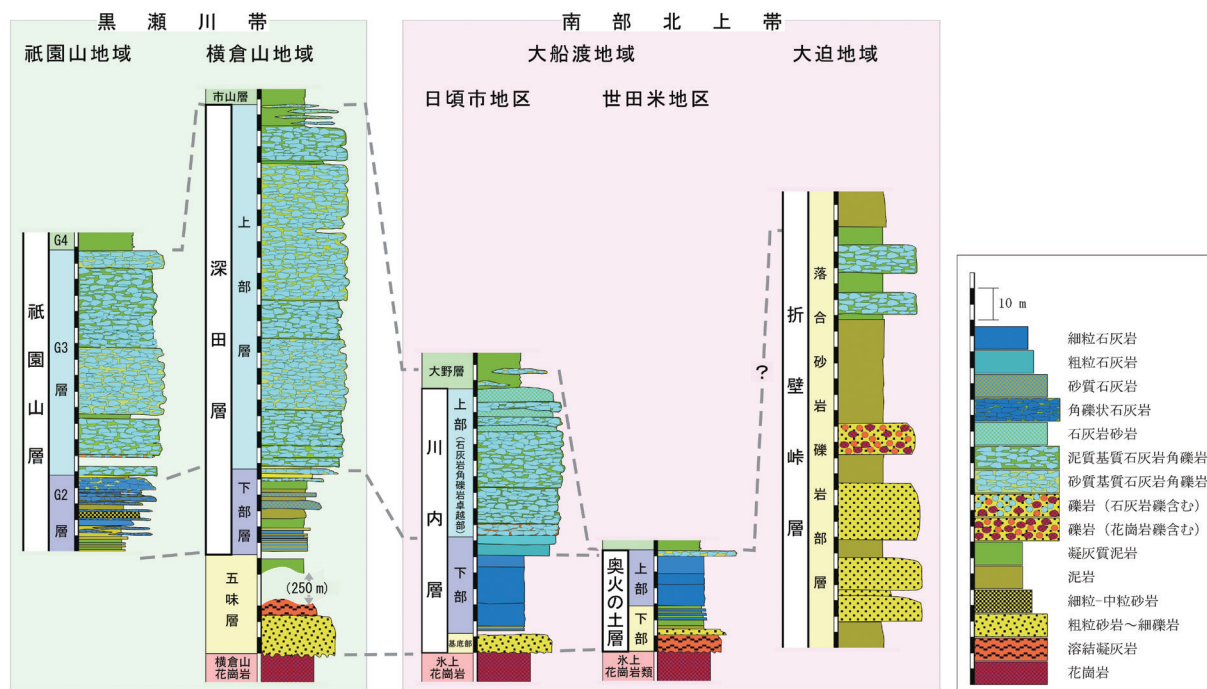 黒瀬川帯
南部北上帯
祇園山地域
横倉山地域
大船渡地域
大迫地域
日頃市地区
世田米地区
祇園山層
G4
G3層
G2層
市山層
深田層
上部層
下部層
五味層
(250 m)
横倉山
花崗岩
大野層
川内層
上部(石灰岩角礫岩卓越部)
下部
基底部
氷上
花崗岩
奥火の土層
上部
下部
氷上
花崗岩類
?
折壁峠層
落合砂岩礫岩部層
10 m
細粒石灰岩
粗粒石灰岩
砂質石灰岩
角礫状石灰岩
石灰岩砂岩
泥質基質石灰岩角礫岩
砂質基質石灰岩角礫岩
礫岩(石灰岩礫含む)
礫岩(花崗岩礫含む)
凝灰質泥岩
泥岩
細粒-中粒砂岩
粗粒砂岩～細礫岩
溶結凝灰岩
花崗岩